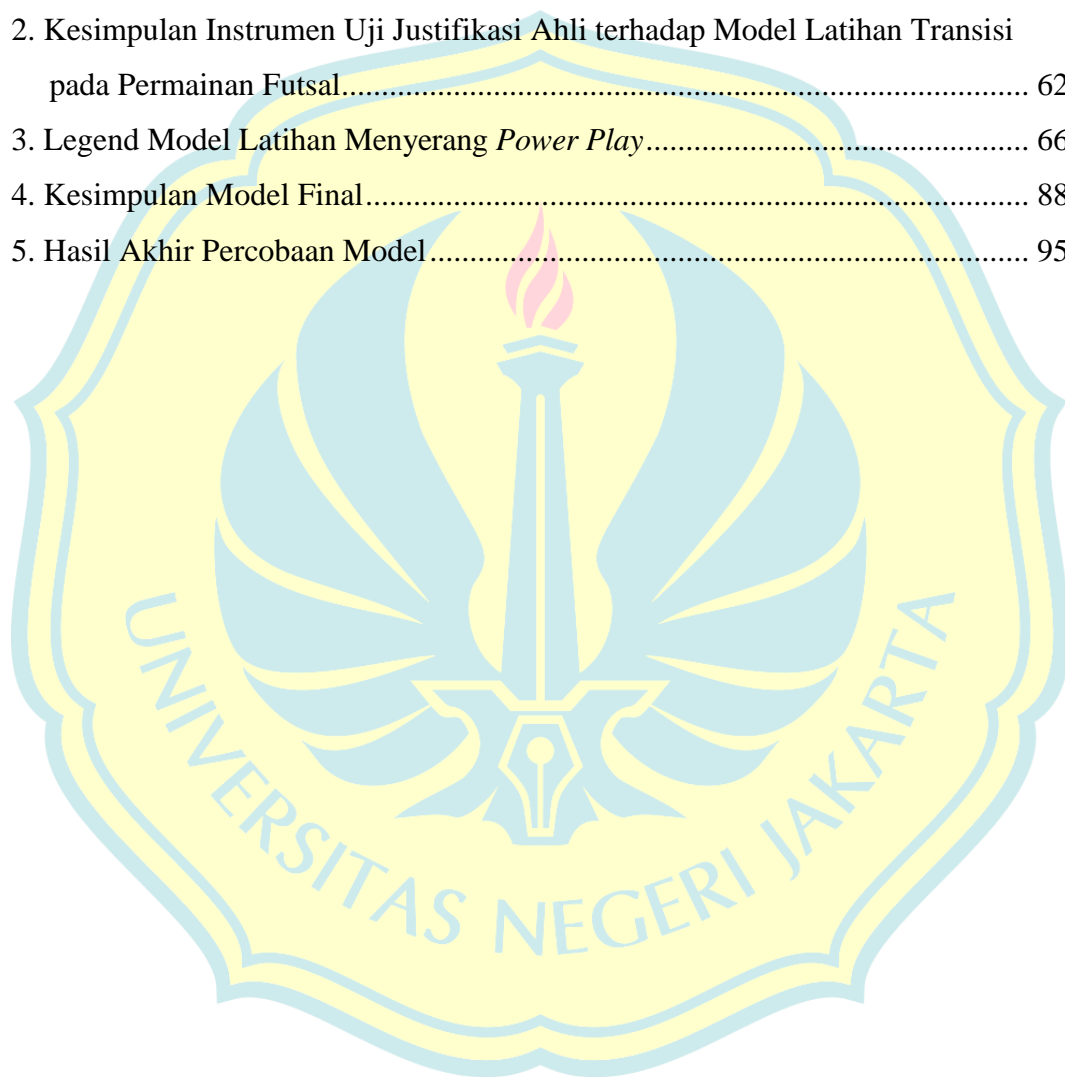 2. Kesimpulan Instrumen Uji Justifikasi Ahli terhadap Model Latihan Transisi
pada Permainan Futsal.................................................................................... 62
3. Legend Model Latihan Menyerang Power Play............................................... 66
4. Kesimpulan Model Final.................................................................................. 88
5. Hasil Akhir Percobaan Model.......................................................................... 95
UNIVERSITAS NEGERI JAKARTA